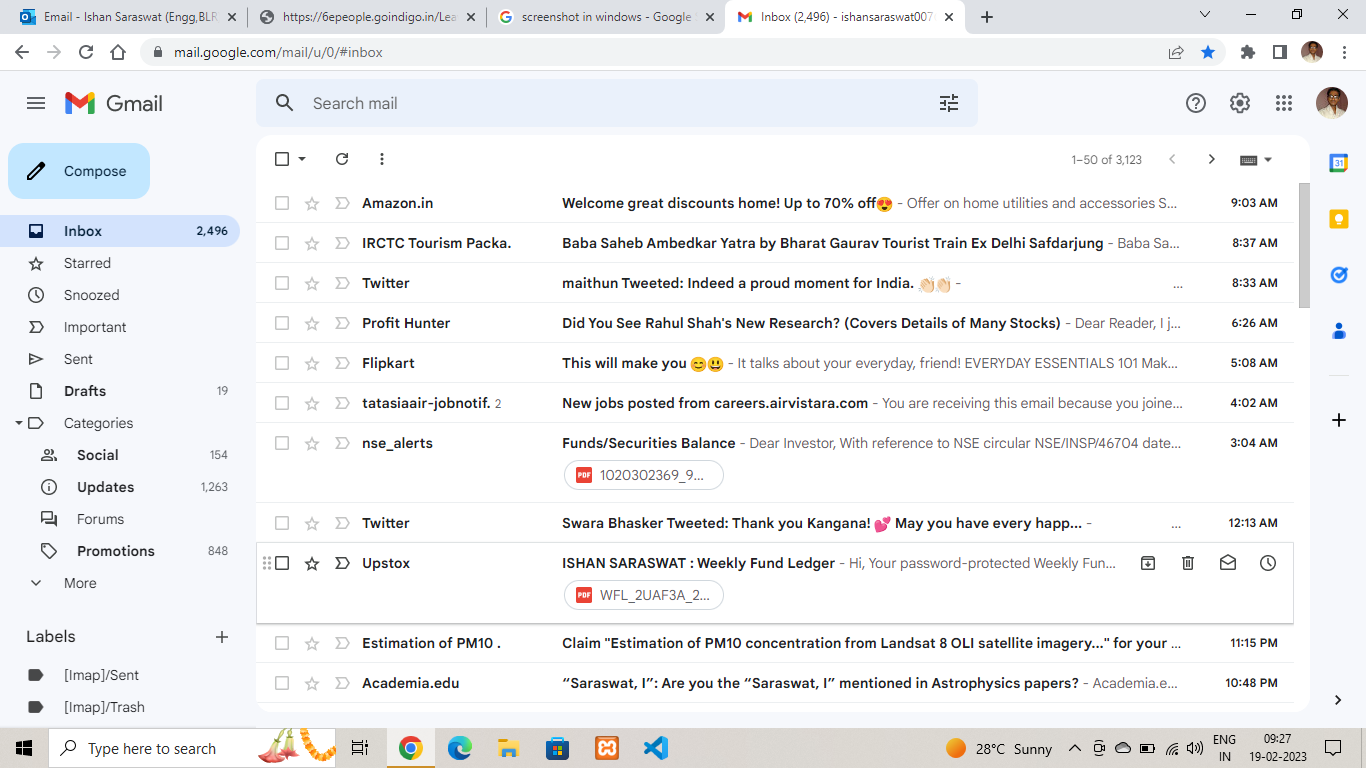 Email - Ishan Saraswat (Engg,BLR
https://6epeople.goindigo.in/Lea
screenshot in windows - Google
Inbox (2,496) - ishansaraswat007
mail.google.com/mail/u/0/#inbox
Gmail
Search mail
Compose
1–50 of 3,123
Inbox 2,496
Starred
Snoozed
Important
Sent
Drafts 19
Categories
Social 154
Updates 1,263
Forums
Promotions 848
More
Labels
[Imap]/Sent
[Imap]/Trash
Amazon.in Welcome great discounts home! Up to 70% off😍 - Offer on home utilities and accessories S... 9:03 AM
IRCTC Tourism Packa. Baba Saheb Ambedkar Yatra by Bharat Gaurav Tourist Train Ex Delhi Safdarjung - Baba Sa... 8:37 AM
Twitter maithun Tweeted: Indeed a proud moment for India. 👏🏻👏🏻 - ... 8:33 AM
Profit Hunter Did You See Rahul Shah's New Research? (Covers Details of Many Stocks) - Dear Reader, I j... 6:26 AM
Flipkart This will make you 😊😃 - It talks about your everyday, friend! EVERYDAY ESSENTIALS 101 Mak... 5:08 AM
tatasiaair-jobnotif. 2 New jobs posted from careers.airvistara.com - You are receiving this email because you joine... 4:02 AM
nse_alerts Funds/Securities Balance - Dear Investor, With reference to NSE circular NSE/INSP/46704 date... 3:04 AM
PDF 1020302369_9...
Twitter Swara Bhasker Tweeted: Thank you Kangana! 💕 May you have every happ... - ... 12:13 AM
Upstox ISHAN SARASWAT : Weekly Fund Ledger - Hi, Your password-protected Weekly Fun...
PDF WFL_2UAF3A_2...
Estimation of PM10 . Claim "Estimation of PM10 concentration from Landsat 8 OLI satellite imagery..." for your ... 11:15 PM
Academia.edu “Saraswat, I”: Are you the “Saraswat, I” mentioned in Astrophysics papers? - Academia.e... 10:48 PM
31
Type here to search
28°C Sunny
ENG
IN
09:27
19-02-2023